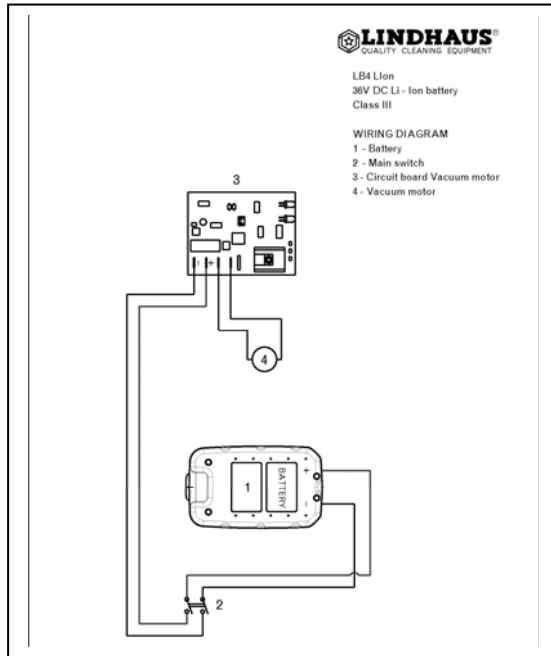 LINDHAUS®
QUALITY CLEANING EQUIPMENT
LB4 LIon
36V DC Li - Ion battery
Class III
WIRING DIAGRAM
1 - Battery
2 - Main switch
3 - Circuit board Vacuum motor
4 - Vacuum motor
3
- +
4
1
BATTERY
+
-
2